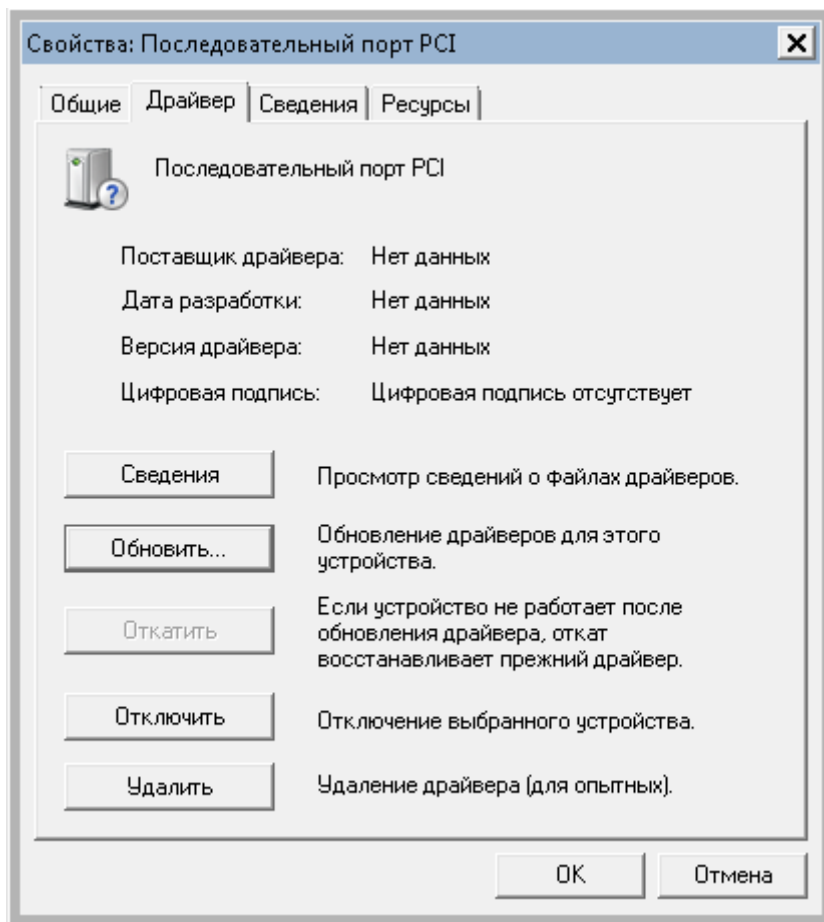 Свойства: Последовательный порт PCI
Общие Драйвер Сведения Ресурсы
Последовательный порт PCI
Поставщик драйвера: Нет данных
Дата разработки: Нет данных
Версия драйвера: Нет данных
Цифровая подпись: Цифровая подпись отсутствует
Сведения Просмотр сведений о файлах драйверов.
Обновить... Обновление драйверов для этого
устройства.
Откатить Если устройство не работает после
обновления драйвера, откат
восстанавливает прежний драйвер.
Отключить Отключение выбранного устройства.
Удалить Удаление драйвера (для опытных).
OK Отмена